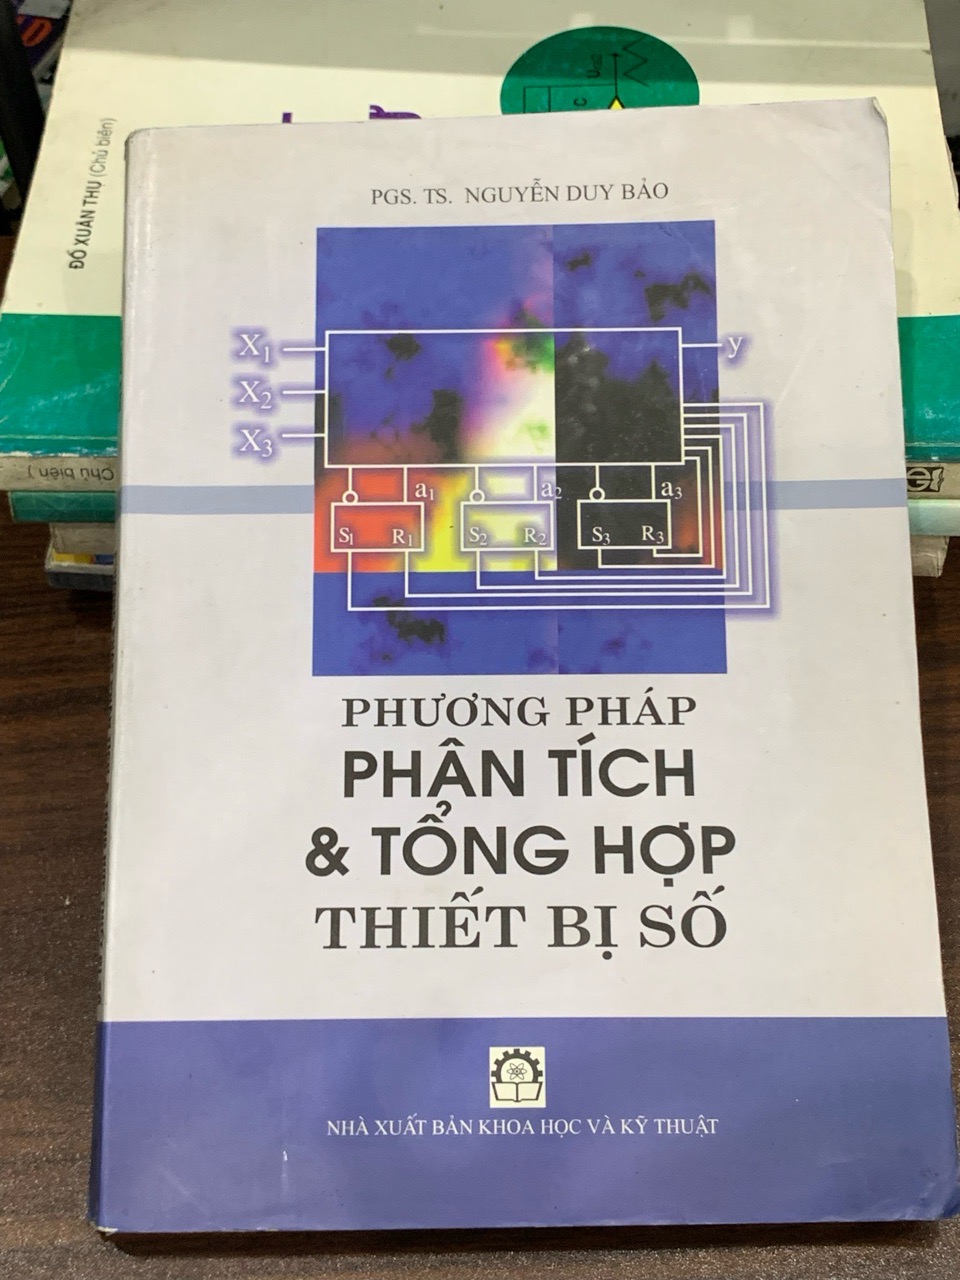 ĐỖ XUÂN THỤ (Chủ biên)
C
PGS. TS. NGUYỄN DUY BẢO
X1
y
X2
X3
a1
a2
a3
S1
R1
S2
R2
S3
R3
Chủ biên )
PHƯƠNG PHÁP
PHÂN TÍCH
& TỔNG HỢP
THIẾT BỊ SỐ
NHÀ XUẤT BẢN KHOA HỌC VÀ KỸ THUẬT